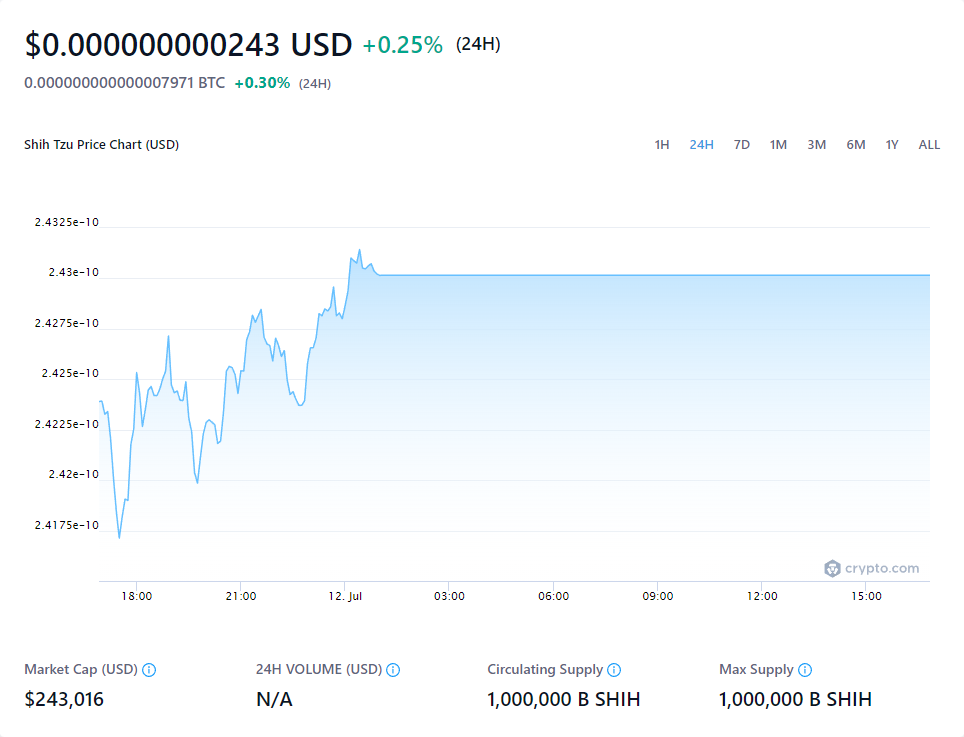 $0.000000000243 USD +0.25% (24H)
0.000000000000007971 BTC +0.30% (24H)
Shih Tzu Price Chart (USD) 1H 24H 7D 1M 3M 6M 1Y ALL
2.4325e-10
2.43e-10
2.4275e-10
2.425e-10
2.4225e-10
2.42e-10
2.4175e-10
crypto.com
18:00 21:00 12. Jul 03:00 06:00 09:00 12:00 15:00
Market Cap (USD) 24H VOLUME (USD) Circulating Supply Max Supply
$243,016 N/A 1,000,000 B SHIH 1,000,000 B SHIH